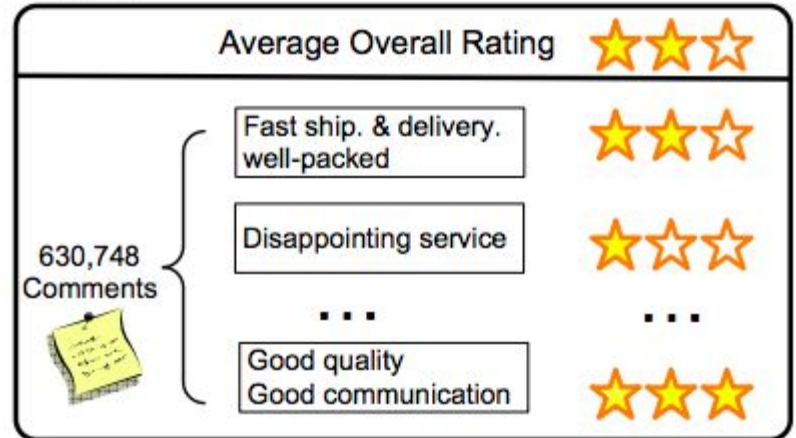 Average Overall Rating
Fast ship. & delivery.
well-packed
Disappointing service
630,748
Comments
...
...
Good quality
Good communication